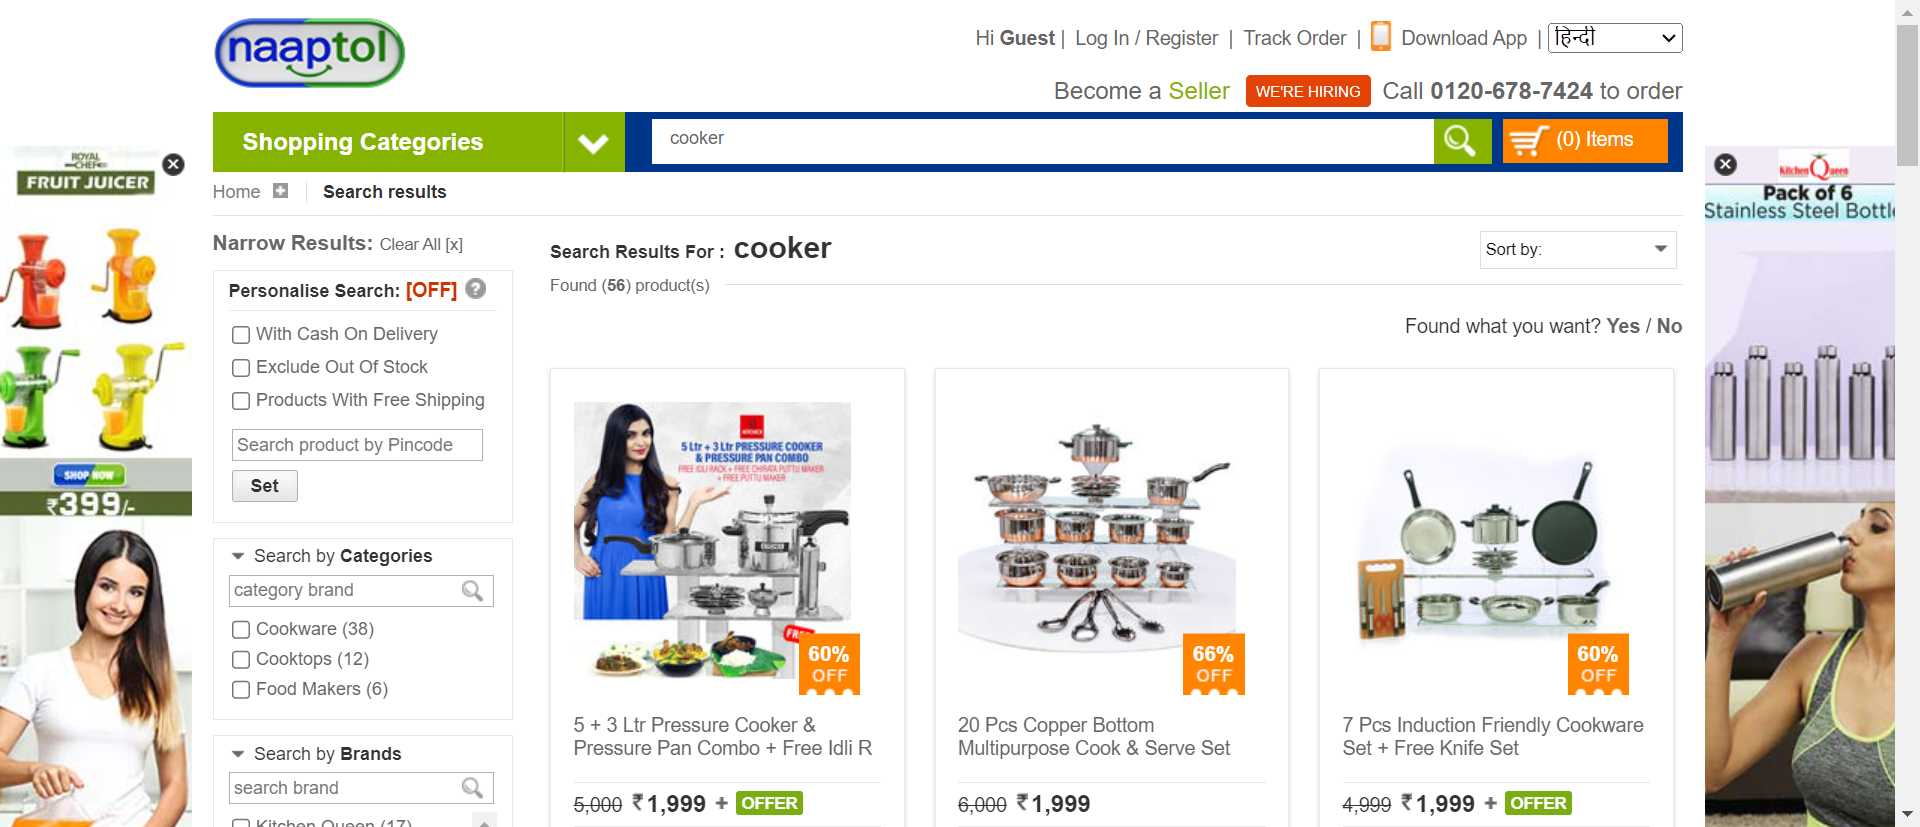 naaptol
Hi Guest | Log In / Register | Track Order | Download App | हिन्दी
Become a Seller WE'RE HIRING Call 0120-678-7424 to order
Shopping Categories
cooker
(0) Items
Home
Search results
ROYAL
CHEF
FRUIT JUICER
SHOP NOW
₹399/-
Narrow Results: Clear All [x]
Personalise Search: [OFF] ?
With Cash On Delivery
Exclude Out Of Stock
Products With Free Shipping
Search product by Pincode
Set
Search by Categories
category brand
Cookware (38)
Cooktops (12)
Food Makers (6)
Search by Brands
search brand
Kitchen Queen (17)
Search Results For : cooker
Found (56) product(s)
Sort by:
Found what you want? Yes / No
5 Ltr + 3 Ltr PRESSURE COOKER
& PRESSURE PAN COMBO
FREE IDLI RACK + FREE CHIRATA PUTTU MAKER
+ FREE PUTTU MAKER
FREE
60%
OFF
5 + 3 Ltr Pressure Cooker &
Pressure Pan Combo + Free Idli R
5,000 ₹1,999 + OFFER
66%
OFF
20 Pcs Copper Bottom
Multipurpose Cook & Serve Set
6,000 ₹1,999
60%
OFF
7 Pcs Induction Friendly Cookware
Set + Free Knife Set
4,999 ₹1,999 + OFFER
Kitchen Queen
Pack of 6
Stainless Steel Bottl